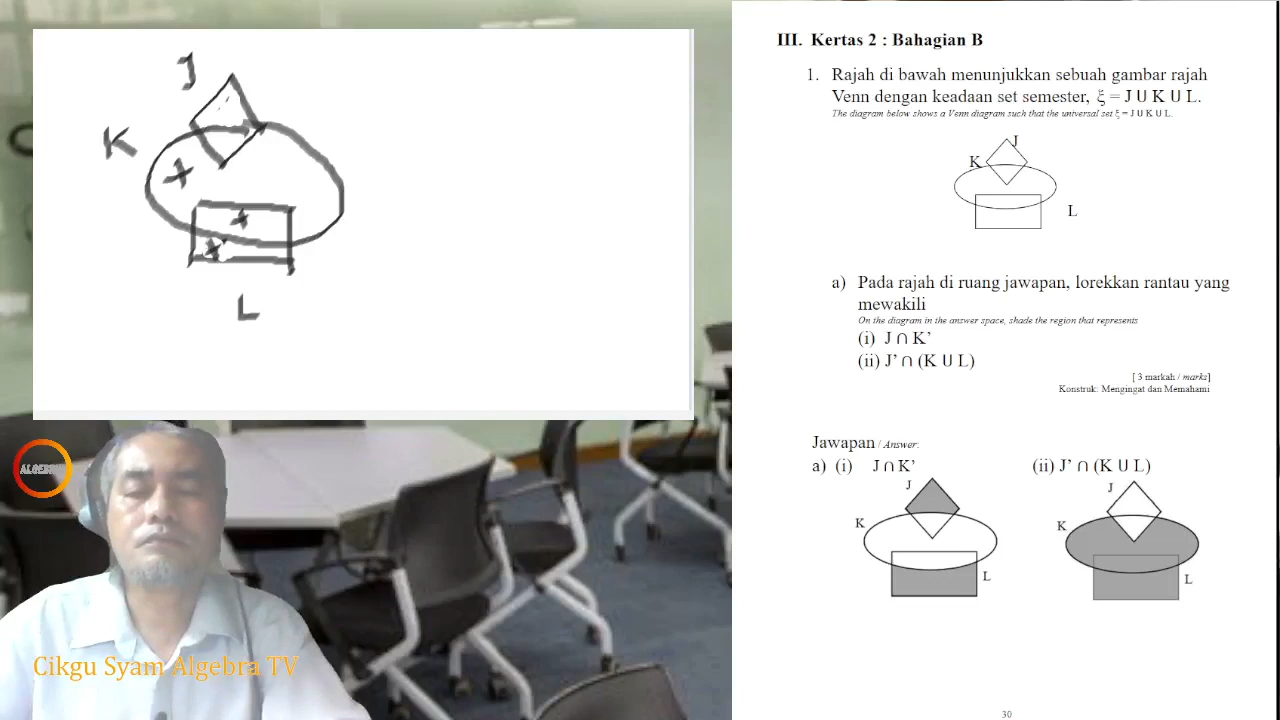 J
K
L
ALGEBRA
Cikgu Syam Algebra TV
III. Kertas 2 : Bahagian B
1. Rajah di bawah menunjukkan sebuah gambar rajah
Venn dengan keadaan set semester, ξ = J U K U L.
The diagram below shows a Venn diagram such that the universal set ξ = J U K U L.
J
K
L
a) Pada rajah di ruang jawapan, lorekkan rantau yang
mewakili
On the diagram in the answer space, shade the region that represents
(i) J ∩ K’
(ii) J’ ∩ (K U L)
[ 3 markah / marks]
Konstruk: Mengingat dan Memahami
Jawapan / Answer:
a) (i) J ∩ K’ (ii) J’ ∩ (K U L)
J J
K K
L L
30